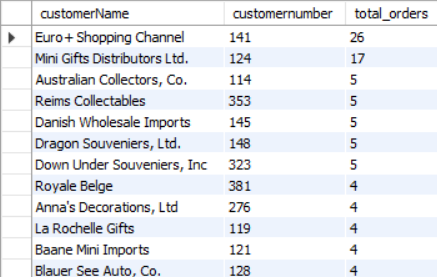 customerName customernumber total_orders
Euro+ Shopping Channel 141 26
Mini Gifts Distributors Ltd. 124 17
Australian Collectors, Co. 114 5
Reims Collectables 353 5
Danish Wholesale Imports 145 5
Dragon Souveniers, Ltd. 148 5
Down Under Souveniers, Inc 323 5
Royale Belge 381 4
Anna's Decorations, Ltd 276 4
La Rochelle Gifts 119 4
Baane Mini Imports 121 4
Blauer See Auto, Co. 128 4